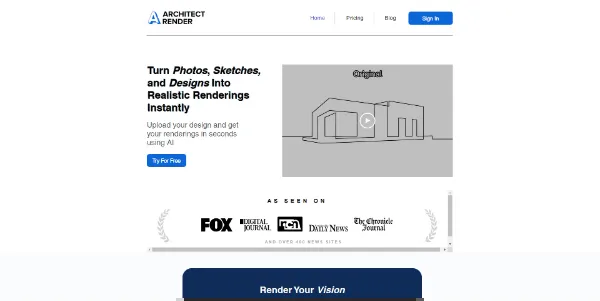 ARCHITECT
RENDER
Home
Pricing
Blog
Sign In
Turn Photos, Sketches,
and Designs Into
Realistic Renderings
Instantly
Upload your design and get
your renderings in seconds
using AI
Try For Free
Original
AS SEEN ON
FOX
DIGITAL
JOURNAL
rcn
DAILY NEWS
The Chronicle
Journal
AND OVER 450 NEWS SITES
Render Your Vision